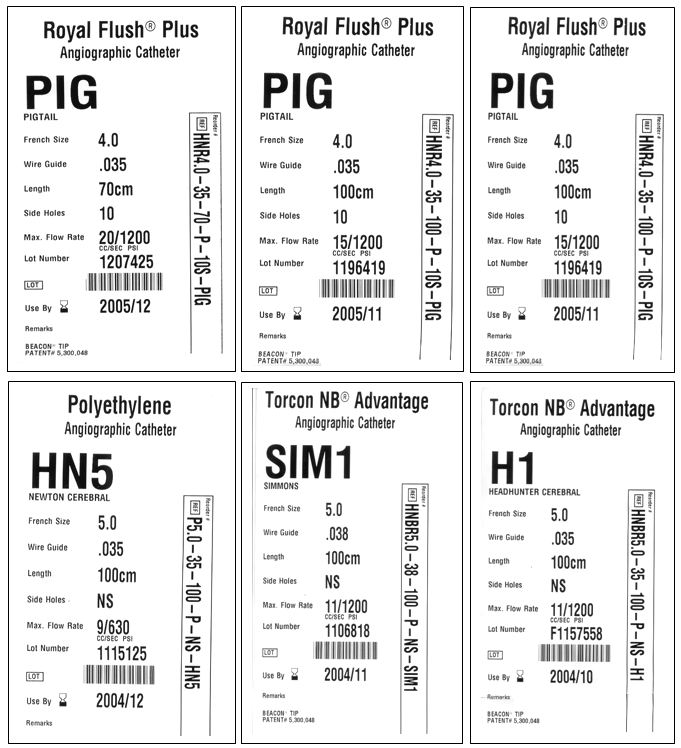 Royal Flush® Plus
Angiographic Catheter
PIG
PIGTAIL
French Size 4.0
Wire Guide .035
Length 70cm
Side Holes 10
Max. Flow Rate 20/1200
CC/SEC PSI
Lot Number 1207425
LOT
Use By 2005/12
Remarks
BEACON® TIP
PATENT# 5,300,048
Reorder #
REF HNR4.0-35-70-P-10S-PIG
Royal Flush® Plus
Angiographic Catheter
PIG
PIGTAIL
French Size 4.0
Wire Guide .035
Length 100cm
Side Holes 10
Max. Flow Rate 15/1200
CC/SEC PSI
Lot Number 1196419
LOT
Use By 2005/11
Remarks
BEACON® TIP
PATENT# 5,300,048
Reorder #
REF HNR4.0-35-100-P-10S-PIG
Royal Flush® Plus
Angiographic Catheter
PIG
PIGTAIL
French Size 4.0
Wire Guide .035
Length 100cm
Side Holes 10
Max. Flow Rate 15/1200
CC/SEC PSI
Lot Number 1196419
LOT
Use By 2005/11
Remarks
BEACON® TIP
PATENT# 5,300,048
Reorder #
REF HNR4.0-35-100-P-10S-PIG
Polyethylene
Angiographic Catheter
HN5
NEWTON CEREBRAL
French Size 5.0
Wire Guide .035
Length 100cm
Side Holes NS
Max. Flow Rate 9/630
CC/SEC PSI
Lot Number 1115125
LOT
Use By 2004/12
Remarks
Reorder #
REF P5.0-35-100-P-NS-HN5
Torcon NB® Advantage
Angiographic Catheter
SIM1
SIMMONS
French Size 5.0
Wire Guide .038
Length 100cm
Side Holes NS
Max. Flow Rate 11/1200
CC/SEC PSI
Lot Number 1106818
LOT
Use By 2004/11
Remarks
BEACON® TIP
PATENT# 5,300,048
Reorder #
REF HNBR5.0-38-100-P-NS-SIM1
Torcon NB® Advantage
Angiographic Catheter
H1
HEADHUNTER CEREBRAL
French Size 5.0
Wire Guide .035
Length 100cm
Side Holes NS
Max. Flow Rate 11/1200
CC/SEC PSI
Lot Number F1157558
LOT
Use By 2004/10
Remarks
BEACON® TIP
PATENT# 5,300,048
Reorder #
REF HNBR5.0-35-100-P-NS-H1